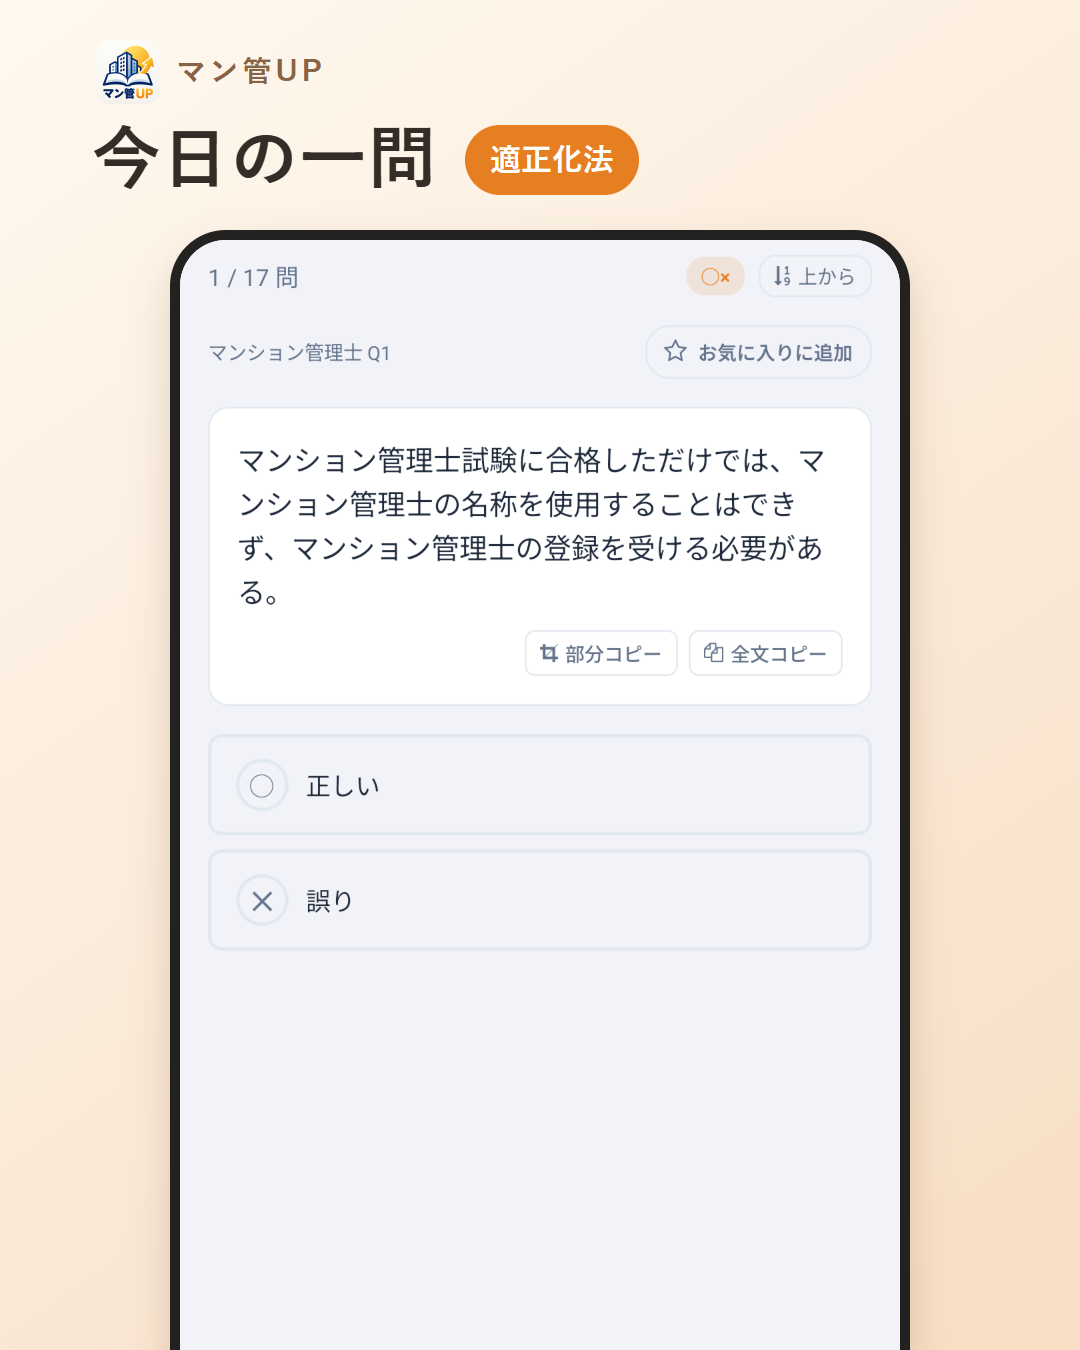 マン管UP
マン管UP
今日の一問
適正化法
1 / 17 問
○×
上から
マンション管理士 Q1
お気に入りに追加
マンション管理士試験に合格しただけでは、マ
ンション管理士の名称を使用することはでき
ず、マンション管理士の登録を受ける必要があ
る。
部分コピー
全文コピー
○ 正しい
× 誤り